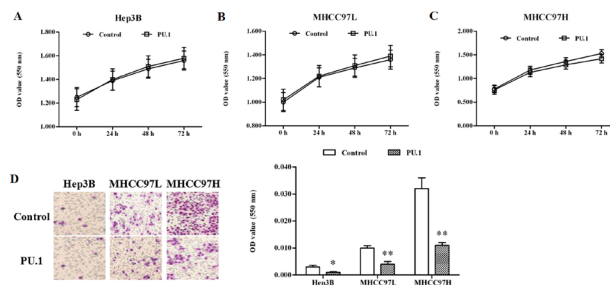 A
Hep3B
Control
PU.1
OD value (550 nm)
1.800
1.600
1.400
1.200
1.000
0 h
24 h
48 h
72 h
B
MHCC97L
Control
PU.1
OD value (550 nm)
1.800
1.600
1.400
1.200
1.000
0.800
0 h
24 h
48 h
72 h
C
MHCC97H
Control
PU.1
OD value (550 nm)
2.000
1.500
1.000
0.500
0.000
0 h
24 h
48 h
72 h
D
Hep3B MHCC97L MHCC97H
Control
PU.1
Control
PU.1
OD value (550 nm)
0.040
0.030
0.020
0.010
0.000
*
**
**
Hep3B
MHCC97L
MHCC97H